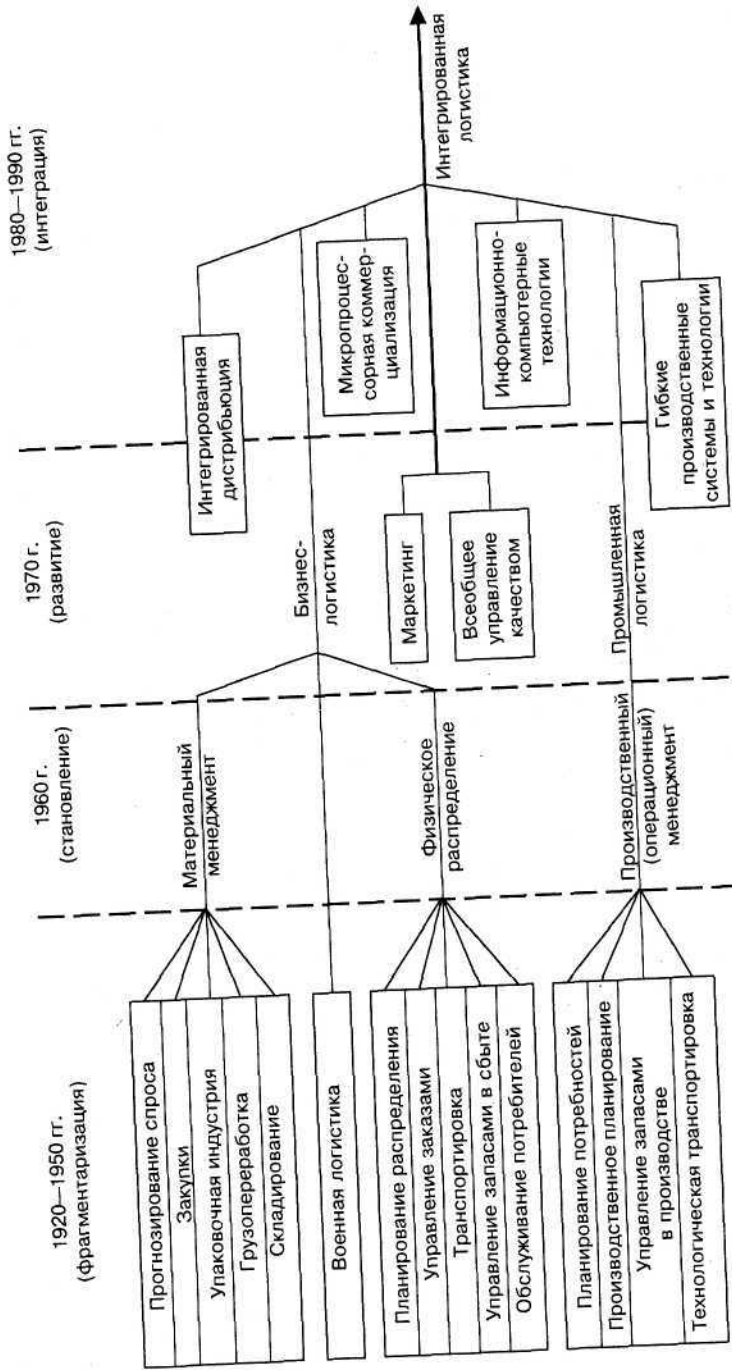 1920—1950 гг.
(фрагментаризация)
Прогнозирование спроса
Закупки
Упаковочная индустрия
Грузопереработка
Складирование
Военная логистика
Планирование распределения
Управление заказами
Транспортировка
Управление запасами в сбыте
Обслуживание потребителей
Планирование потребностей
Производственное планирование
Управление запасами
в производстве
Технологическая транспортировка
1960 г.
(становление)
Материальный
менеджмент
Физическое
распределение
Производственный
(операционный)
менеджмент
1970 г.
(развитие)
Бизнес-
логистика
Маркетинг
Всеобщее
управление
качеством
Промышленная
логистика
1980—1990 гг.
(интеграция)
Интегрированная
дистрибьюция
Микропроцес-
сорная коммер-
циализация
Информационно-
компьютерные
технологии
Гибкие
производственные
системы и технологии
Интегрированная
логистика